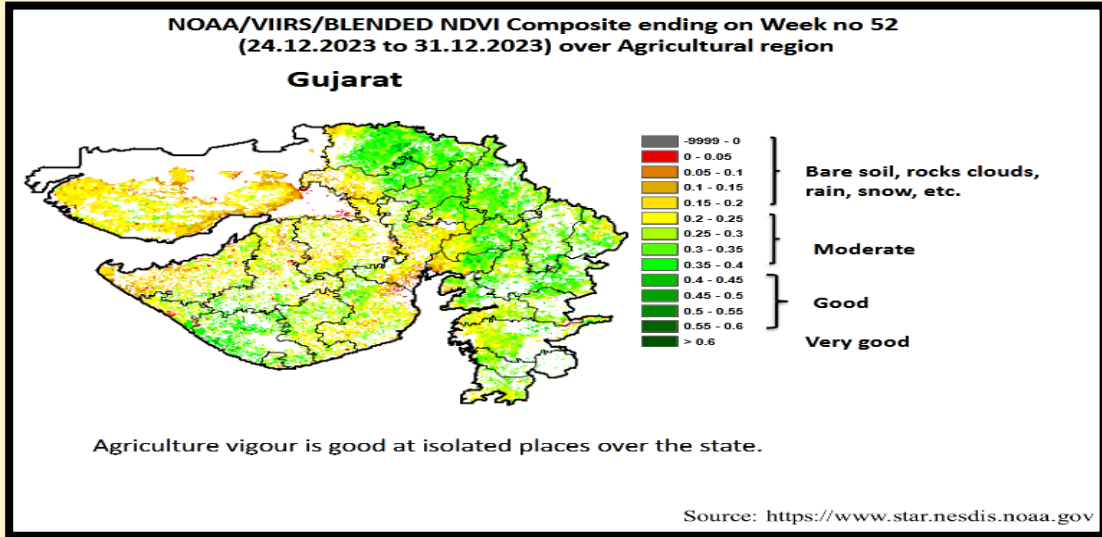 NOAA/VIIRS/BLENDED NDVI Composite ending on Week no 52
(24.12.2023 to 31.12.2023) over Agricultural region
Gujarat
-9999 - 0
0 - 0.05
0.05 - 0.1
0.1 - 0.15
0.15 - 0.2
0.2 - 0.25
0.25 - 0.3
0.3 - 0.35
0.35 - 0.4
0.4 - 0.45
0.45 - 0.5
0.5 - 0.55
0.55 - 0.6
> 0.6
Bare soil, rocks clouds,
rain, snow, etc.
Moderate
Good
Very good
Agriculture vigour is good at isolated places over the state.
Source: https://www.star.nesdis.noaa.gov